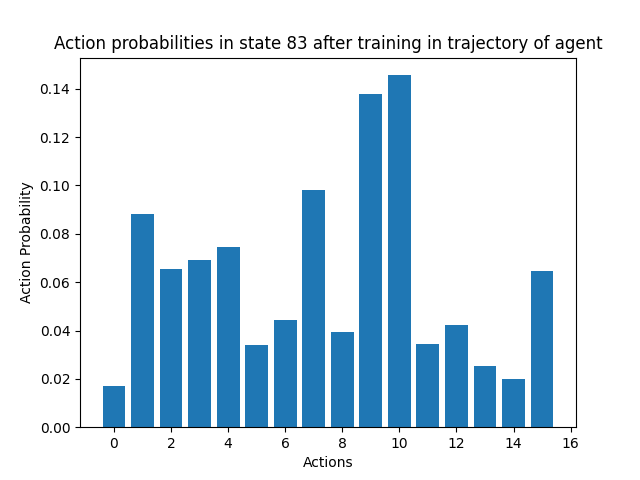 Action probabilities in state 83 after training in trajectory of agent
0.14
0.12
0.10
0.08
0.06
0.04
0.02
0.00
Action Probability
0 2 4 6 8 10 12 14 16
Actions